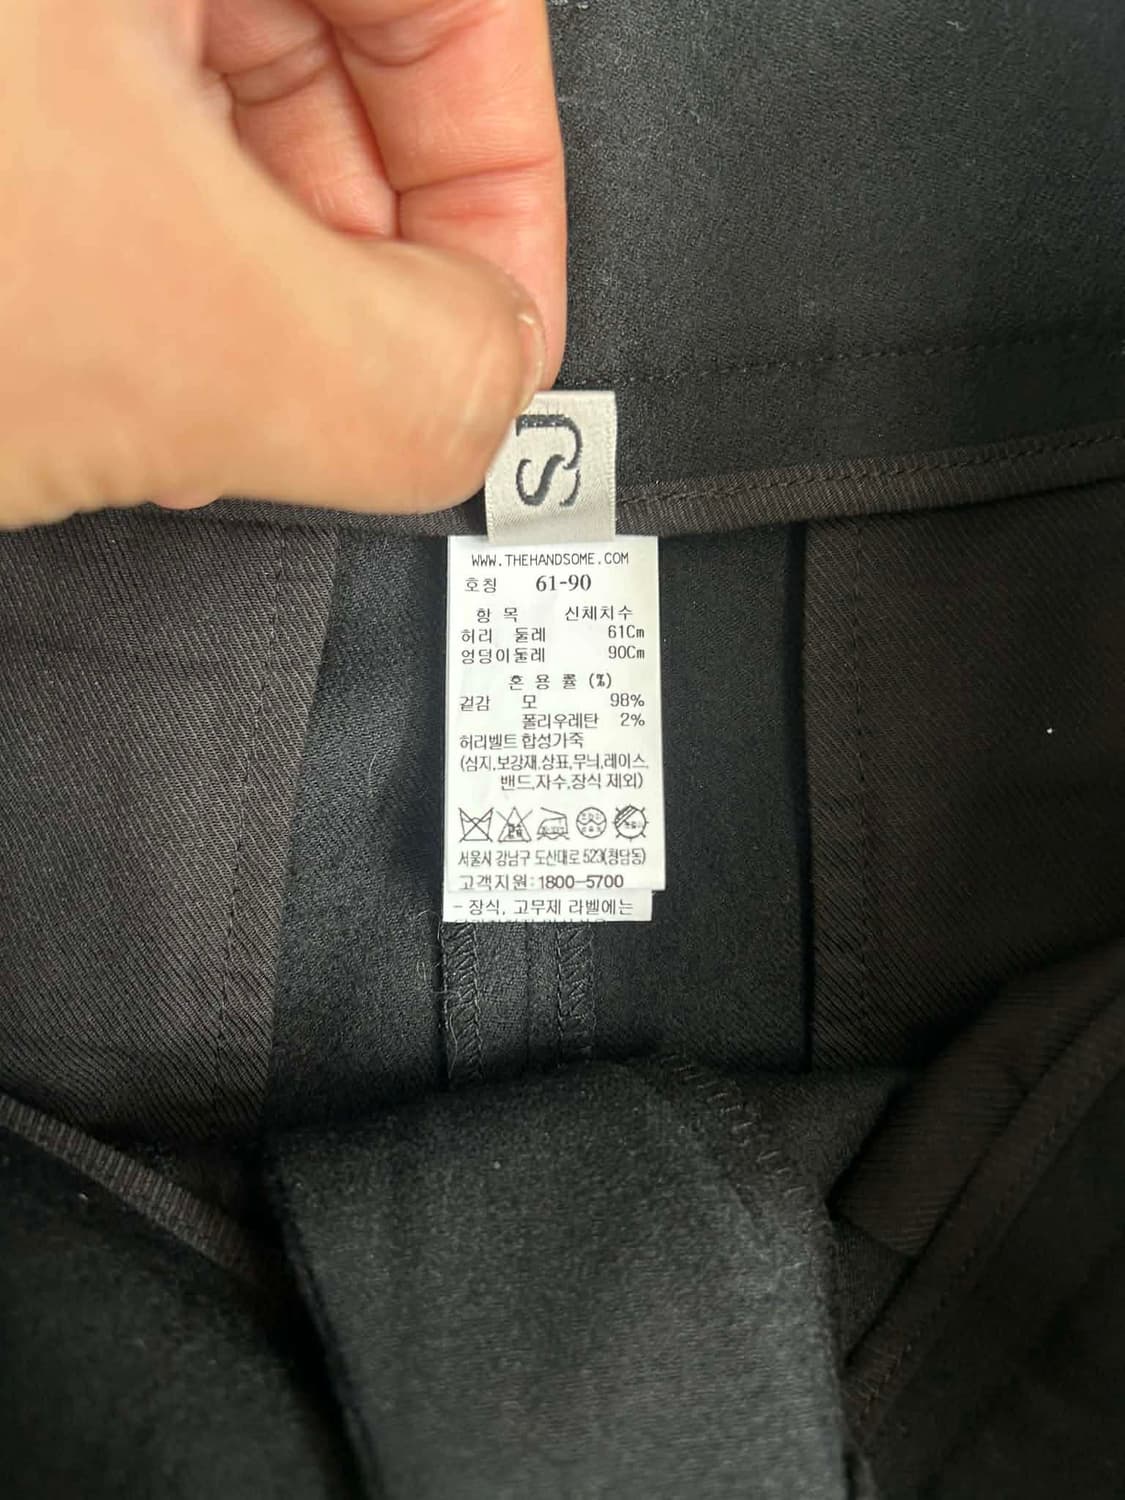 SJ
WWW.THEHANDSOME.COM
호칭 61-90
항 목 신체치수
허리 둘레 61Cm
엉덩이둘레 90Cm
혼 용 률 (%)
겉감 모 98%
폴리우레탄 2%
허리벨트 합성가죽
(심지,보강재,상표,무늬,레이스,
밴드,자수,장식 제외)
서울시 강남구 도산대로 523(청담동)
고객지원:1800-5700
- 장식, 고무제 라벨에는